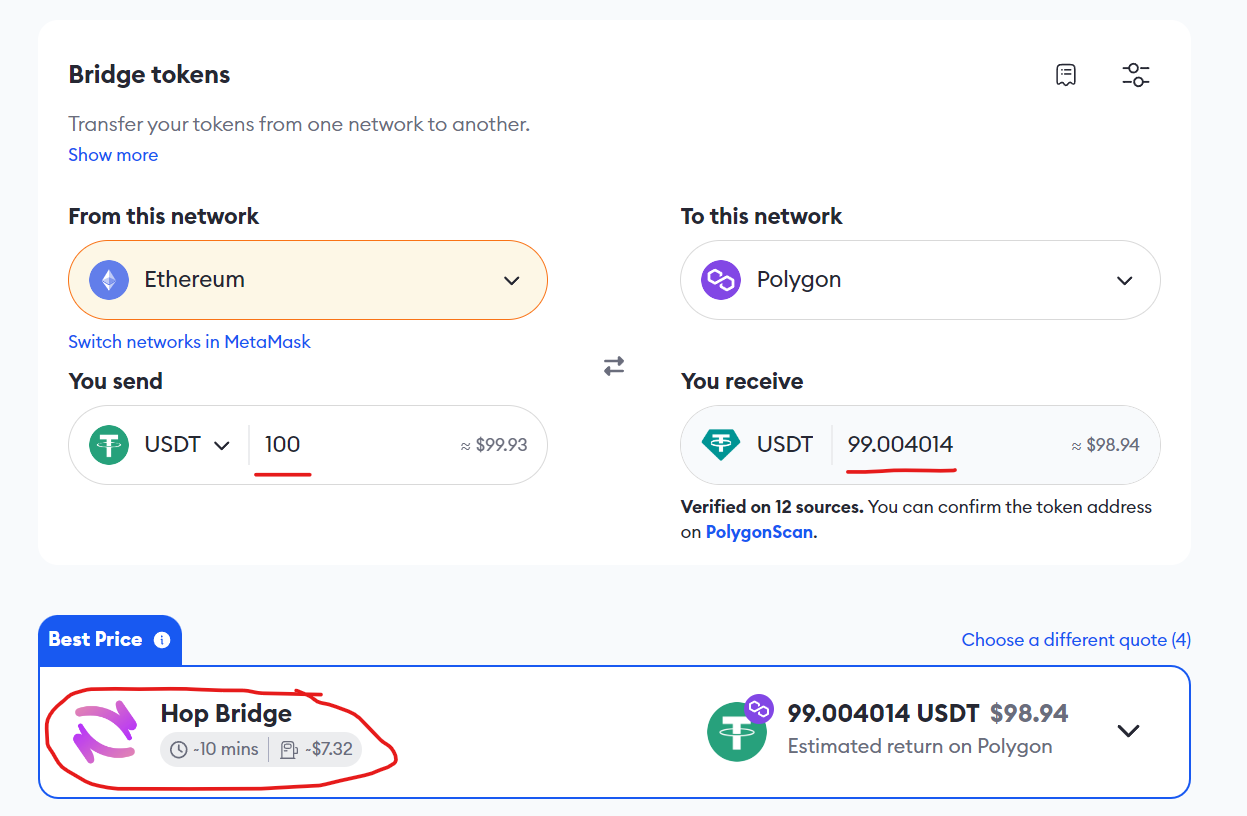 Bridge tokens
Transfer your tokens from one network to another.
Show more
From this network
Ethereum
Switch networks in MetaMask
You send
USDT 100 ≈ $99.93
To this network
Polygon
You receive
USDT 99.004014 ≈ $98.94
Verified on 12 sources. You can confirm the token address
on PolygonScan.
Best Price
Choose a different quote (4)
Hop Bridge
~10 mins ~$7.32
99.004014 USDT $98.94
Estimated return on Polygon